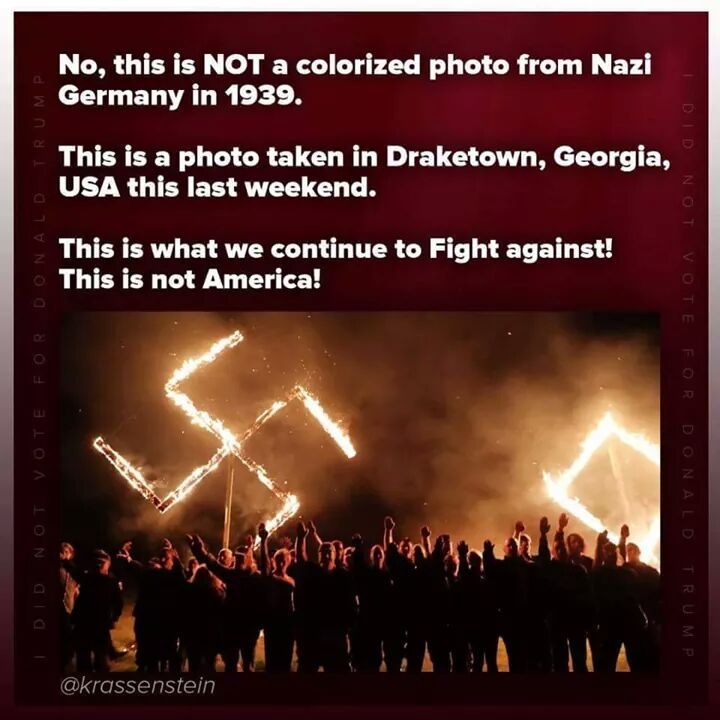 No, this is NOT a colorized photo from Nazi
Germany in 1939.
This is a photo taken in Draketown, Georgia,
USA this last weekend.
This is what we continue to Fight against!
This is not America!
I DID NOT VOTE FOR DONALD TRUMP
I DID NOT VOTE FOR DONALD TRUMP
@krassenstein